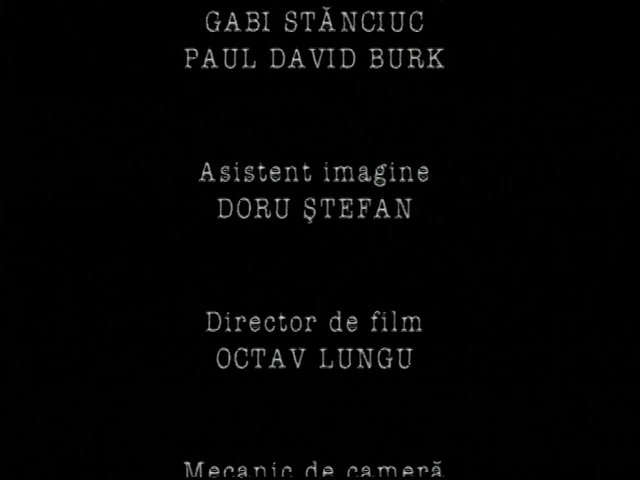 GABI STĂNCIUC
PAUL DAVID BURK
Asistent imagine
DORU ŞTEFAN
Director de film
OCTAV LUNGU
Mecanic de cameră